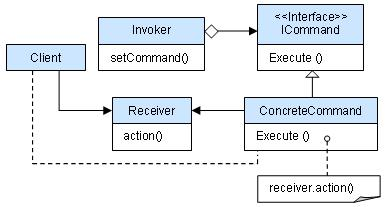 Invoker
setCommand()
<<Interface>>
ICommand
Execute ()
Client
Receiver
action()
ConcreteCommand
Execute ()
receiver.action()